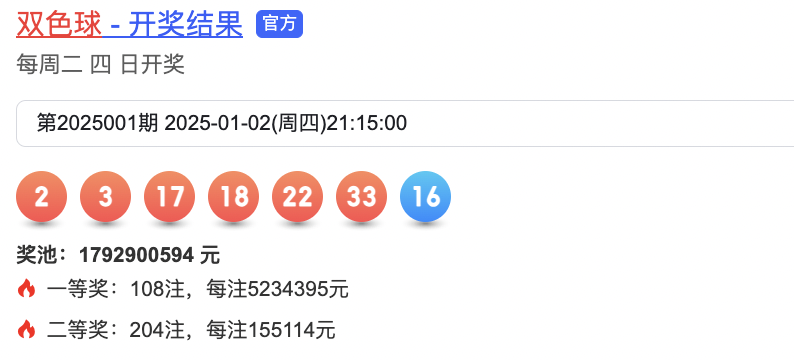 双色球 - 开奖结果 官方
每周二 四 日开奖
第2025001期 2025-01-02(周四)21:15:00
2 3 17 18 22 33 16
奖池：1792900594 元
一等奖：108注，每注5234395元
二等奖：204注，每注155114元